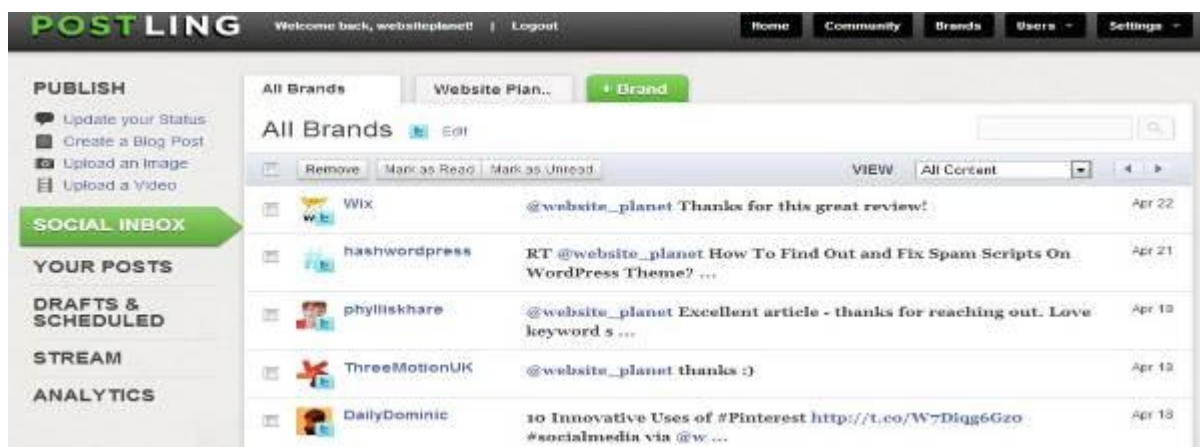 POSTLING
Welcome back, websiteplanet! | Logout
Home Community Brands Users Settings
PUBLISH
Update your Status
Create a Blog Post
Upload an Image
Upload a Video
SOCIAL INBOX
YOUR POSTS
DRAFTS &
SCHEDULED
STREAM
ANALYTICS
All Brands Website Plan.. + Brand
All Brands Edit
Remove Mark as Read Mark as Unread VIEW All Content
Wix @website_planet Thanks for this great review! Apr 22
hashwordpress RT @website_planet How To Find Out and Fix Spam Scripts On Apr 21
WordPress Theme? ...
phylliskhare @website_planet Excellent article - thanks for reaching out. Love Apr
keyword s ...
ThreeMotionUK @website_planet thanks :) Apr
DailyDominic 10 Innovative Uses of #Pinterest http://t.co/W7Diqg6Gzo Apr 18
#socialmedia via @w ...